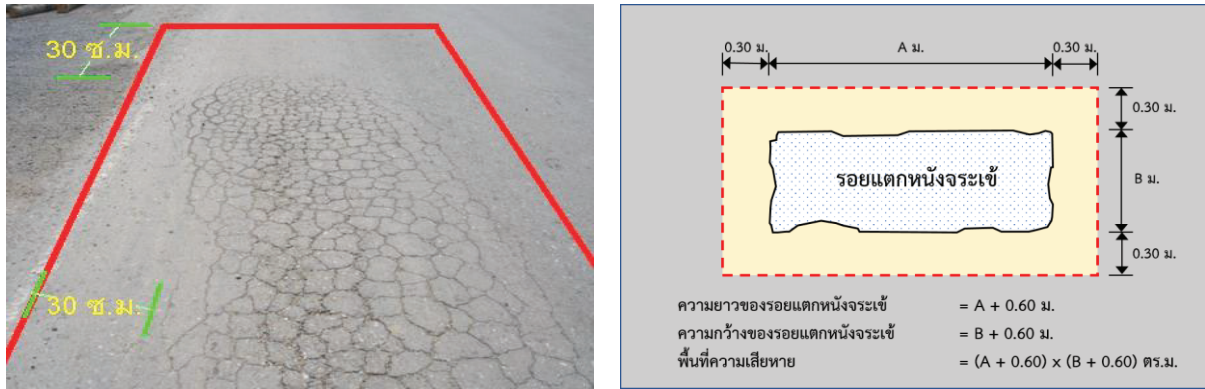 30 ซ.ม.
30 ซ.ม.
0.30 ม. A ม. 0.30 ม.
0.30 ม.
รอยแตกหนังจระเข้
B ม.
0.30 ม.
ความยาวของรอยแตกหนังจระเข้ = A + 0.60 ม.
ความกว้างของรอยแตกหนังจระเข้ = B + 0.60 ม.
พื้นที่ความเสียหาย = (A + 0.60) x (B + 0.60) ตร.ม.